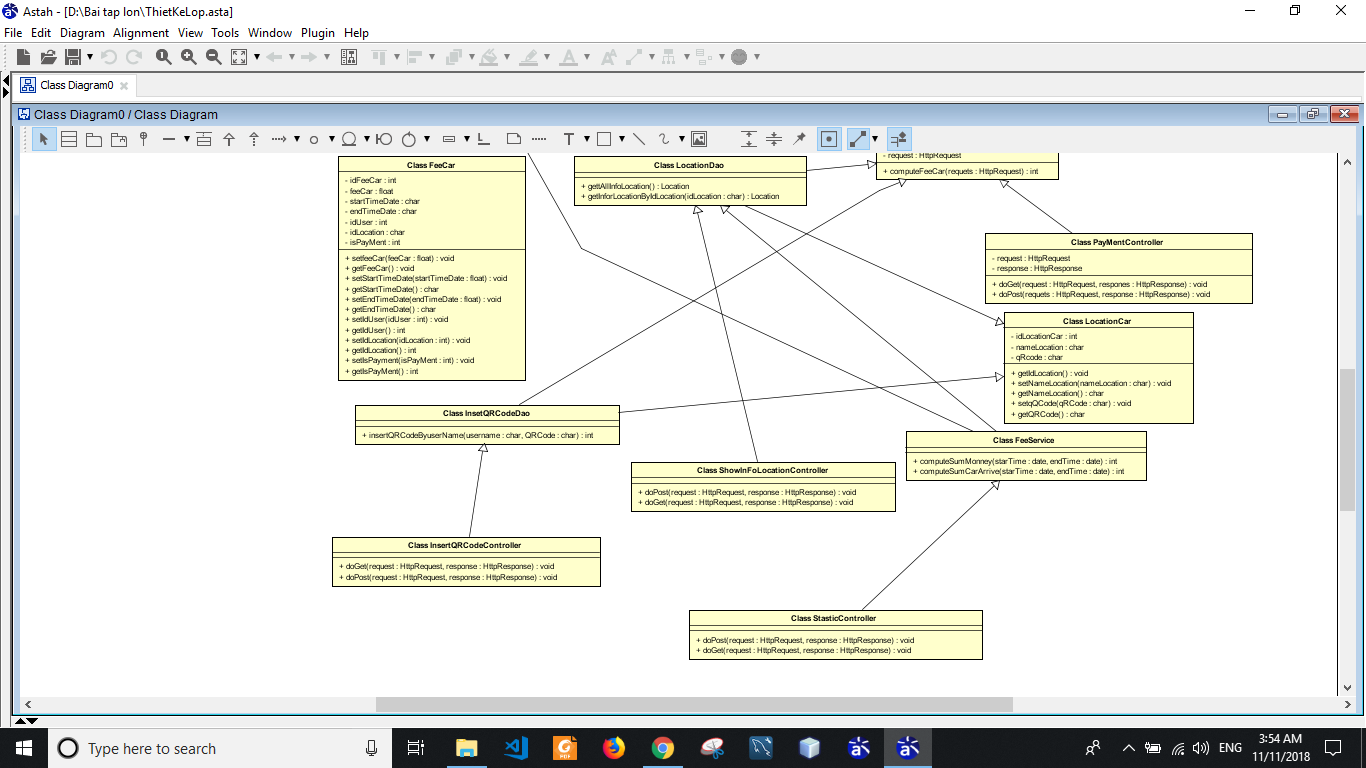 Astah - [D:\Bai tap lon\ThietKeLop.asta]
File Edit Diagram Alignment View Tools Window Plugin Help
Class Diagram0
Class Diagram0 / Class Diagram
Class FeeCar
- idFeeCar : int
- feeCar : float
- startTimeDate : char
- endTimeDate : char
- idUser : int
- idLocation : char
- isPayMent : int
+ setfeeCar(feeCar : float) : void
+ getFeeCar() : void
+ setStartTimeDate(startTimeDate : float) : void
+ getStartTimeDate() : char
+ setEndTimeDate(endTimeDate : float) : void
+ getEndTimeDate() : char
+ setIdUser(idUser : int) : void
+ getIdUser() : int
+ setIdLocation(idLocation : int) : void
+ getIdLocation() : int
+ setIsPayment(isPayMent : int) : void
+ getIsPayMent() : int
Class LocationDao
+ gettAllInfoLocation() : Location
+ getInforLocationByIdLocation(idLocation : char) : Location
- request : HttpRequest
+ computeFeeCar(requets : HttpRequest) : int
Class PayMentController
- request : HttpRequest
- response : HttpResponse
+ doGet(request : HttpRequest, respones : HttpResponse) : void
+ doPost(requets : HttpRequest, response : HttpResponse) : void
Class LocationCar
- idLocationCar : int
- nameLocation : char
- qRcode : char
+ getIdLocation() : void
+ setNameLocation(nameLocation : char) : void
+ getNameLocation() : char
+ setqQCode(qRCode : char) : void
+ getQRCode() : char
Class InsetQRCodeDao
+ insertQRCodeByuserName(username : char, QRCode : char) : int
Class FeeService
+ computeSumMonney(starTime : date, endTime : date) : int
+ computeSumCarArrive(starTime : date, endTime : date) : int
Class ShowInFoLocationController
+ doPost(request : HttpRequest, response : HttpResponse) : void
+ doGet(request : HttpRequest, response : HttpResponse) : void
Class InsertQRCodeController
+ doGet(request : HttpRequest, response : HttpResponse) : void
+ doPost(request : HttpRequest, response : HttpResponse) : void
Class StasticController
+ doPost(request : HttpRequest, response : HttpResponse) : void
+ doGet(request : HttpRequest, response : HttpResponse) : void
Type here to search
ENG
3:54 AM
11/11/2018